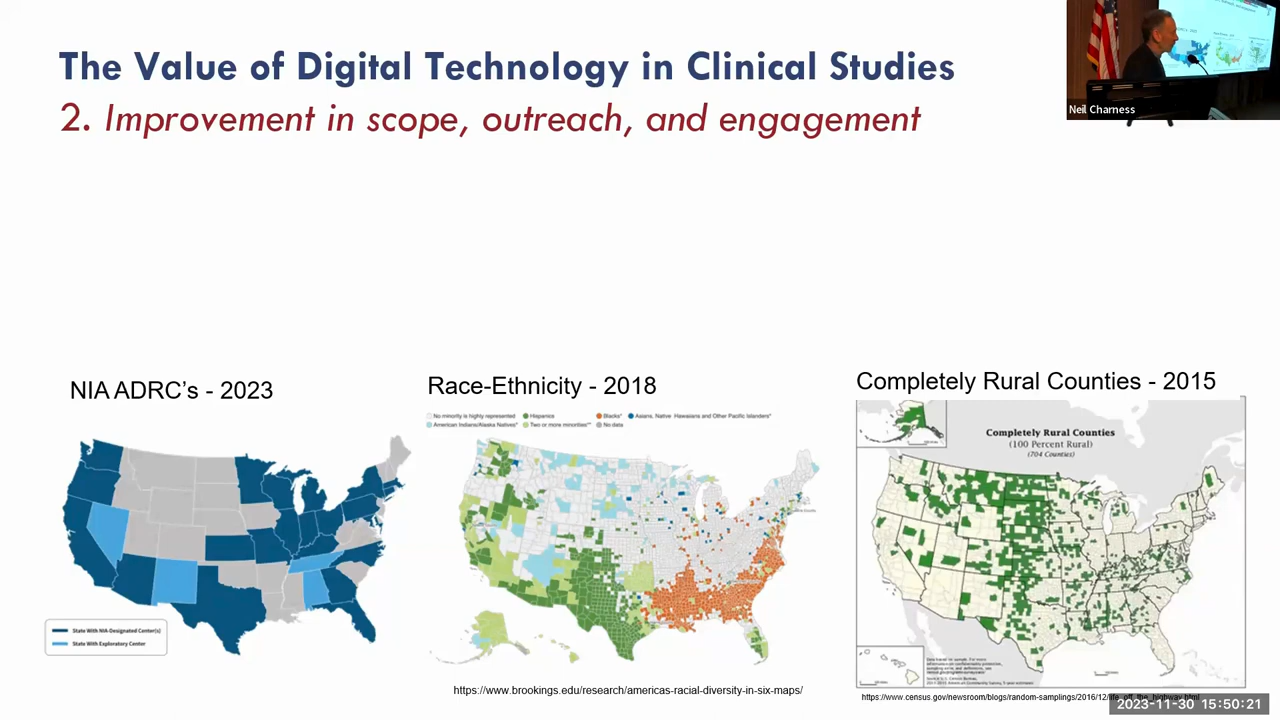 The Value of Digital Technology in Clinical Studies
2. Improvement in scope, outreach, and engagement
Neil Charness
NIA ADRC's - 2023
State With NIA-Designated Center(s)
State With Exploratory Center
Race-Ethnicity - 2018
No minority is highly represented Hispanics Blacks* Asians, Native Hawaiians and Other Pacific Islanders*
American Indians/Alaska Natives* Two or more minorities** No data
https://www.brookings.edu/research/americas-racial-diversity-in-six-maps/
Completely Rural Counties - 2015
Completely Rural Counties
(100 Percent Rural)
(704 Counties)
https://www.census.gov/newsroom/blogs/random-samplings/2016/12/life_off_the_highway.html
2023-11-30 15:50:21